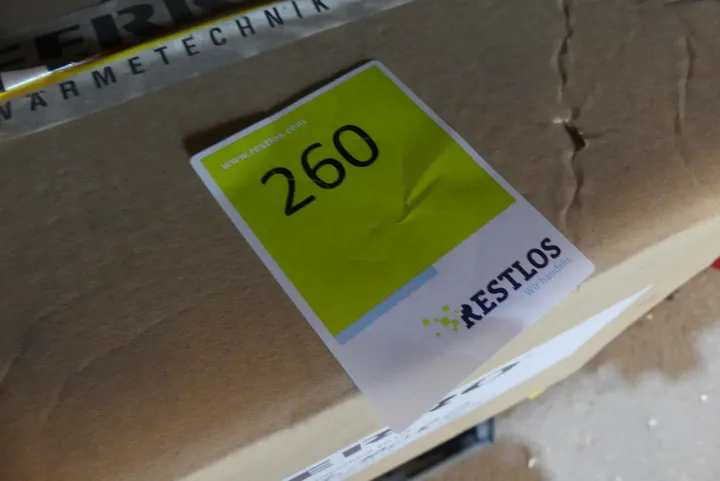 WÄRMETECHNIK
www.restlos.com
260
RESTLOS
Wir handeln